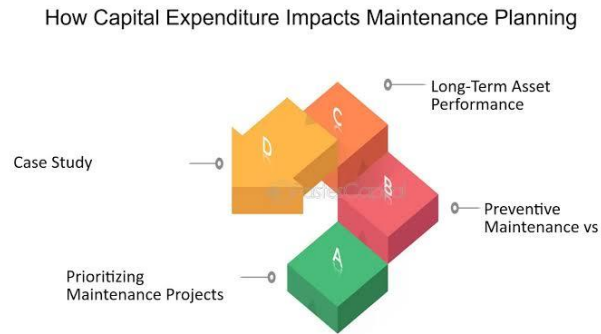 How Capital Expenditure Impacts Maintenance Planning
Long-Term Asset
Performance
C
D
Case Study
B
Preventive
Maintenance vs
A
Prioritizing
Maintenance Projects